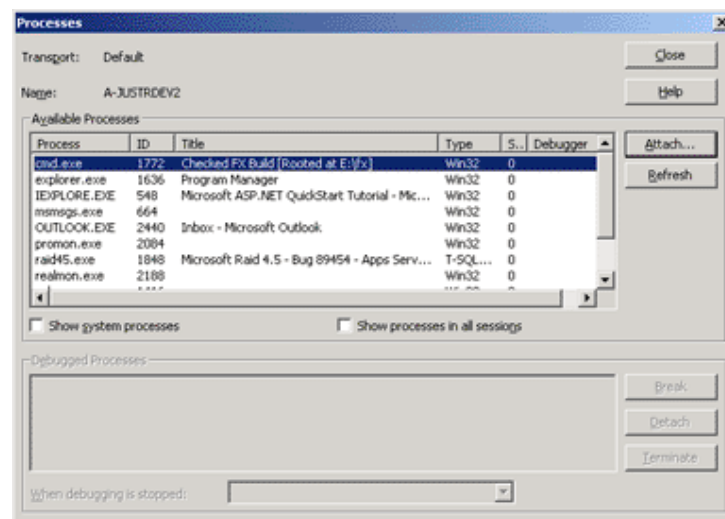 Processes
Transport: Default
Close
Name: A-JUSTRDEV2
Help
Available Processes
Process ID Title Type S.. Debugger
Attach...
cmd.exe 1772 Checked FX Build [Rooted at E:\fx] Win32 0
explorer.exe 1636 Program Manager Win32 0
Refresh
IEXPLORE.EXE 548 Microsoft ASP.NET QuickStart Tutorial - Mic... Win32 0
msmsgs.exe 664 Win32 0
OUTLOOK.EXE 2440 Inbox - Microsoft Outlook Win32 0
promon.exe 2084 Win32 0
raid45.exe 1848 Microsoft Raid 4.5 - Bug 89454 - Apps Serv... T-SQL... 0
realmon.exe 2188 Win32 0
Show system processes Show processes in all sessions
Debugged Processes
Break
Detach
Terminate
When debugging is stopped: